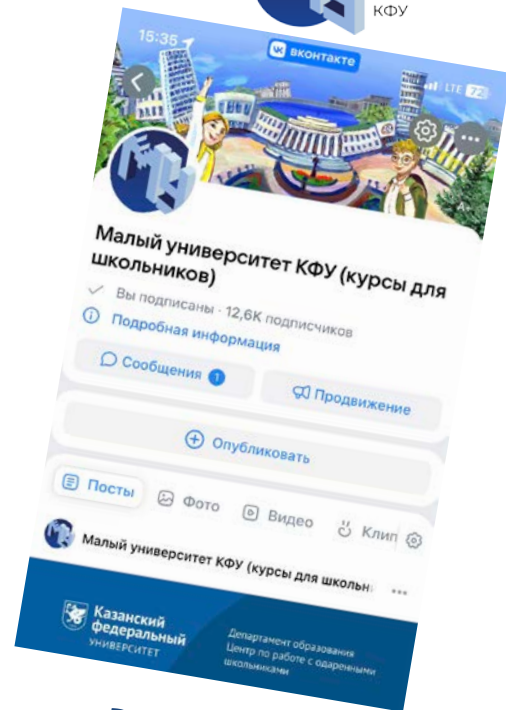 КФУ
15:35
вконтакте
LTE 72
Малый университет КФУ (курсы для
школьников)
Вы подписаны · 12,6K подписчиков
Подробная информация
Сообщения 1
Продвижение
Опубликовать
Посты
Фото
Видео
Клип
Малый университет КФУ (курсы для школьн
Казанский
федеральный
УНИВЕРСИТЕТ
Департамент образования
Центр по работе с одаренными
школьниками